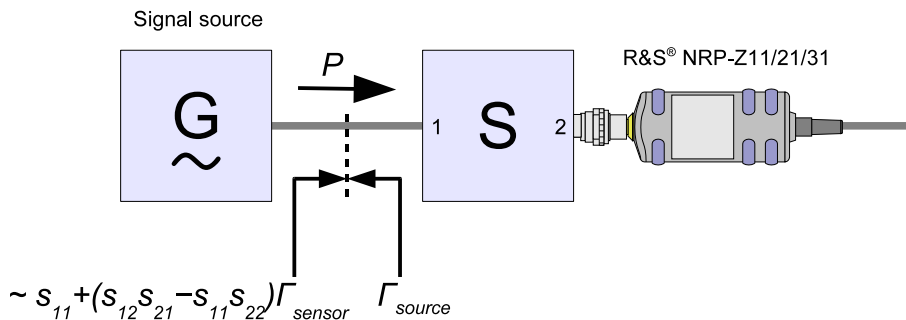 Signal source
R&S® NRP-Z11/21/31
P
G
1 S 2
~ s₁₁+(s₁₂s₂₁−s₁₁s₂₂)Γsensor Γsource